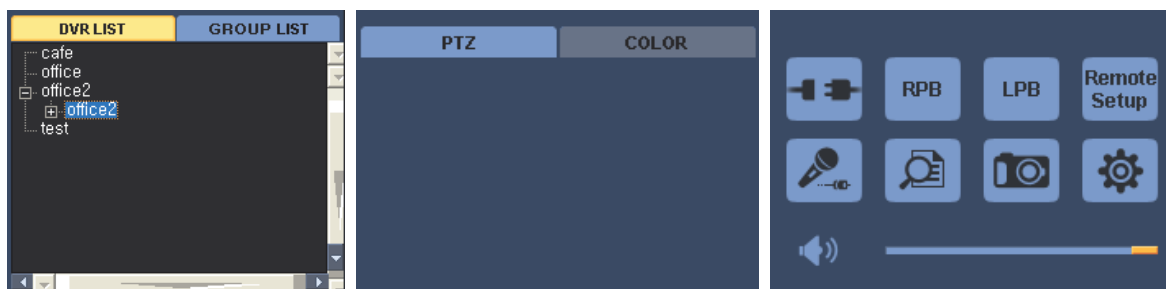 DVR LIST
GROUP LIST
cafe
office
office2
office2
test
PTZ
COLOR
RPB
LPB
Remote
Setup